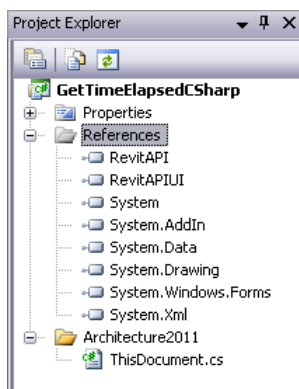 Project Explorer
GetTimeElapsedCSharp
Properties
References
RevitAPI
RevitAPIUI
System
System.AddIn
System.Data
System.Drawing
System.Windows.Forms
System.Xml
Architecture2011
ThisDocument.cs